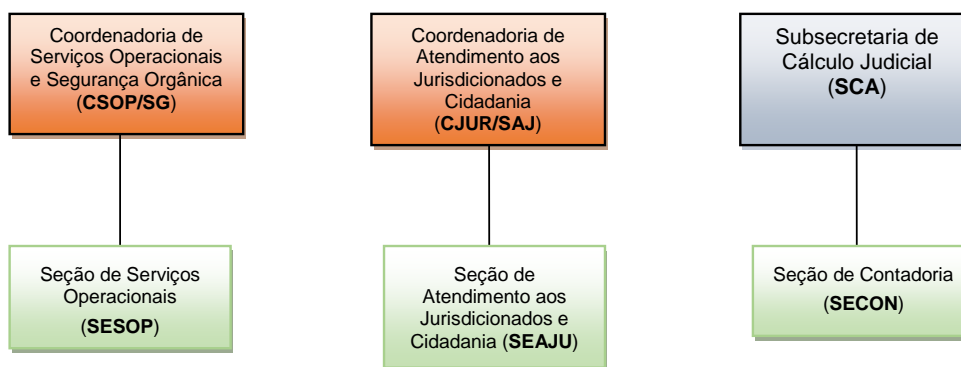 Coordenadoria de
Serviços Operacionais
e Segurança Orgânica
(CSOP/SG)
Coordenadoria de
Atendimento aos
Jurisdicionados e
Cidadania
(CJUR/SAJ)
Subsecretaria de
Cálculo Judicial
(SCA)
Seção de Serviços
Operacionais
(SESOP)
Seção de
Atendimento aos
Jurisdicionados e
Cidadania (SEAJU)
Seção de Contadoria
(SECON)